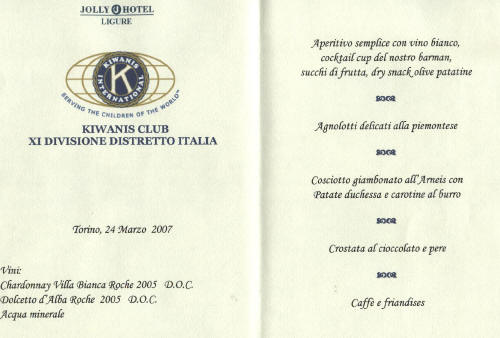 JOLLY J HOTEL
LIGURE
KIWANIS
INTERNATIONAL
K
SERVING THE CHILDREN OF THE WORLD™
KIWANIS CLUB
XI DIVISIONE DISTRETTO ITALIA
Torino, 24 Marzo 2007
Vini:
Chardonnay Villa Bianca Roche 2005 D.O.C.
Dolcetto d'Alba Roche 2005 D.O.C.
Acqua minerale
Aperitivo semplice con vino bianco,
cocktail cup del nostro barman,
succhi di frutta, dry snack olive patatine
Agnolotti delicati alla piemontese
Cosciotto giambonato all'Arneis con
Patate duchessa e carotine al burro
Crostata al cioccolato e pere
Caffè e friandises